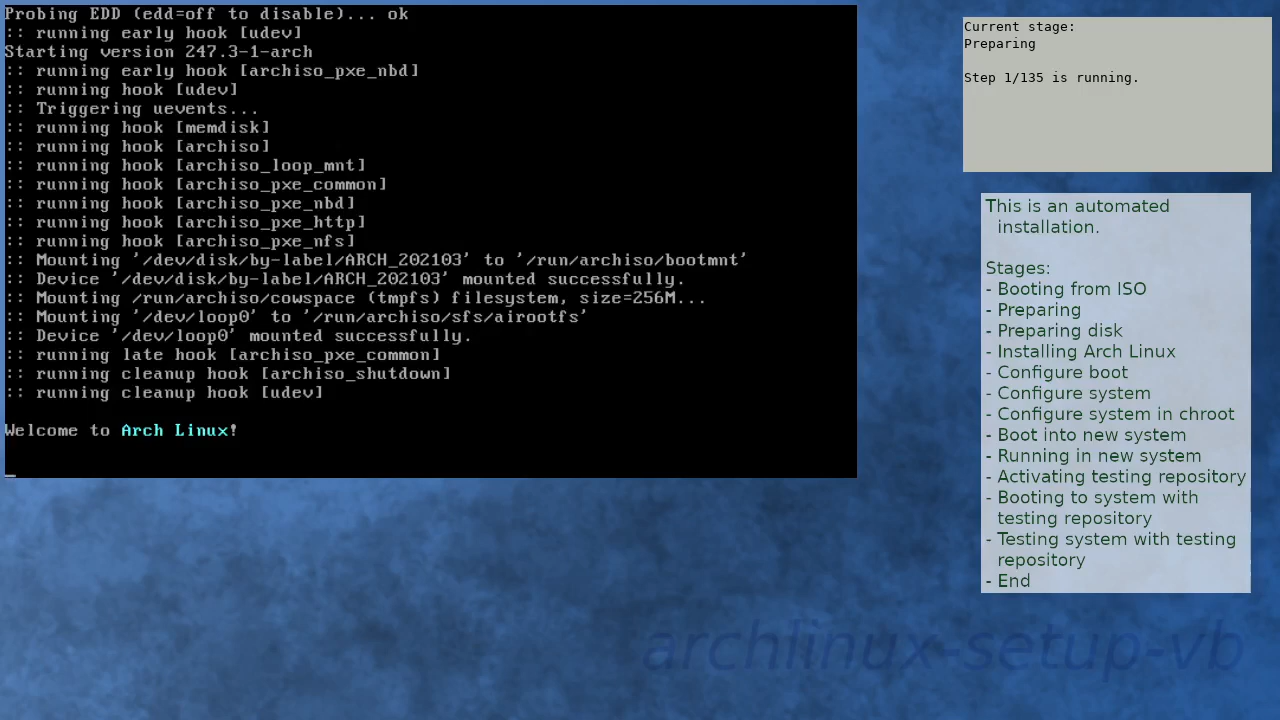 Probing EDD (edd=off to disable)... ok
:: running early hook [udev]
Starting version 247.3-1-arch
:: running early hook [archiso_pxe_nbd]
:: running hook [udev]
:: Triggering uevents...
:: running hook [memdisk]
:: running hook [archiso]
:: running hook [archiso_loop_mnt]
:: running hook [archiso_pxe_common]
:: running hook [archiso_pxe_nbd]
:: running hook [archiso_pxe_http]
:: running hook [archiso_pxe_nfs]
:: Mounting '/dev/disk/by-label/ARCH_202103' to '/run/archiso/bootmnt'
:: Device '/dev/disk/by-label/ARCH_202103' mounted successfully.
:: Mounting /run/archiso/cowspace (tmpfs) filesystem, size=256M...
:: Mounting '/dev/loop0' to '/run/archiso/sfs/airootfs'
:: Device '/dev/loop0' mounted successfully.
:: running late hook [archiso_pxe_common]
:: running cleanup hook [archiso_shutdown]
:: running cleanup hook [udev]
Welcome to Arch Linux!
Current stage:
Preparing
Step 1/135 is running.
This is an automated
installation.
Stages:
- Booting from ISO
- Preparing
- Preparing disk
- Installing Arch Linux
- Configure boot
- Configure system
- Configure system in chroot
- Boot into new system
- Running in new system
- Activating testing repository
- Booting to system with
testing repository
- Testing system with testing
repository
- End
archlinux-setup-vb